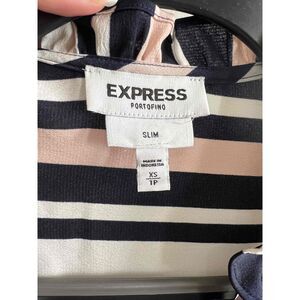 EXPRESS
PORTOFINO
SLIM
MADE IN
INDONESIA
XS
1P